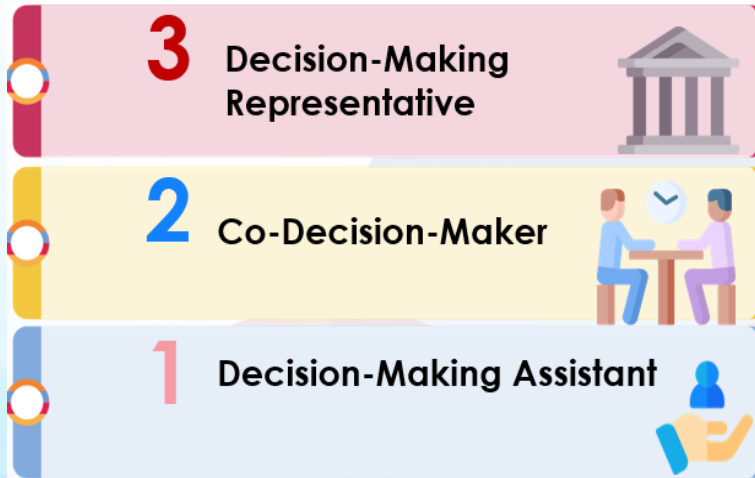 3
Decision-Making
Representative
2
Co-Decision-Maker
1
Decision-Making Assistant